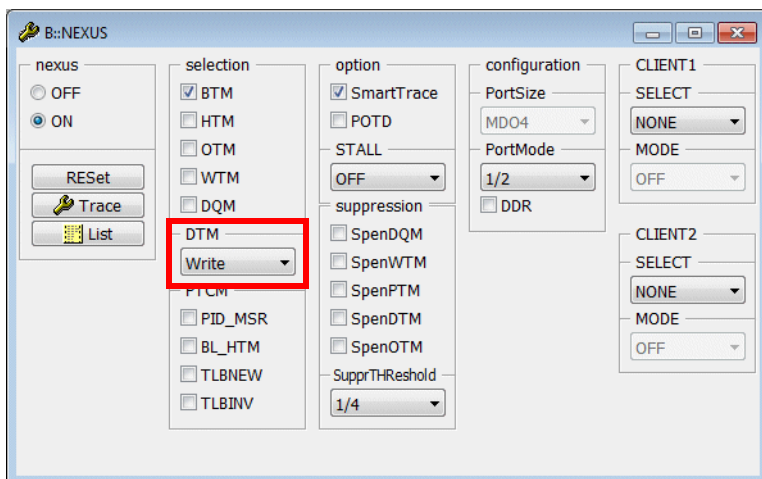 B::NEXUS
nexus
OFF
ON
RESet
Trace
List
selection
BTM
HTM
OTM
WTM
DQM
DTM
Write
PTCM
PID_MSR
BL_HTM
TLBNEW
TLBINV
option
SmartTrace
POTD
STALL
OFF
suppression
SpenDQM
SpenWTM
SpenPTM
SpenDTM
SpenOTM
SupprTHReshold
1/4
configuration
PortSize
MDO4
PortMode
1/2
DDR
CLIENT1
SELECT
NONE
MODE
OFF
CLIENT2
SELECT
NONE
MODE
OFF